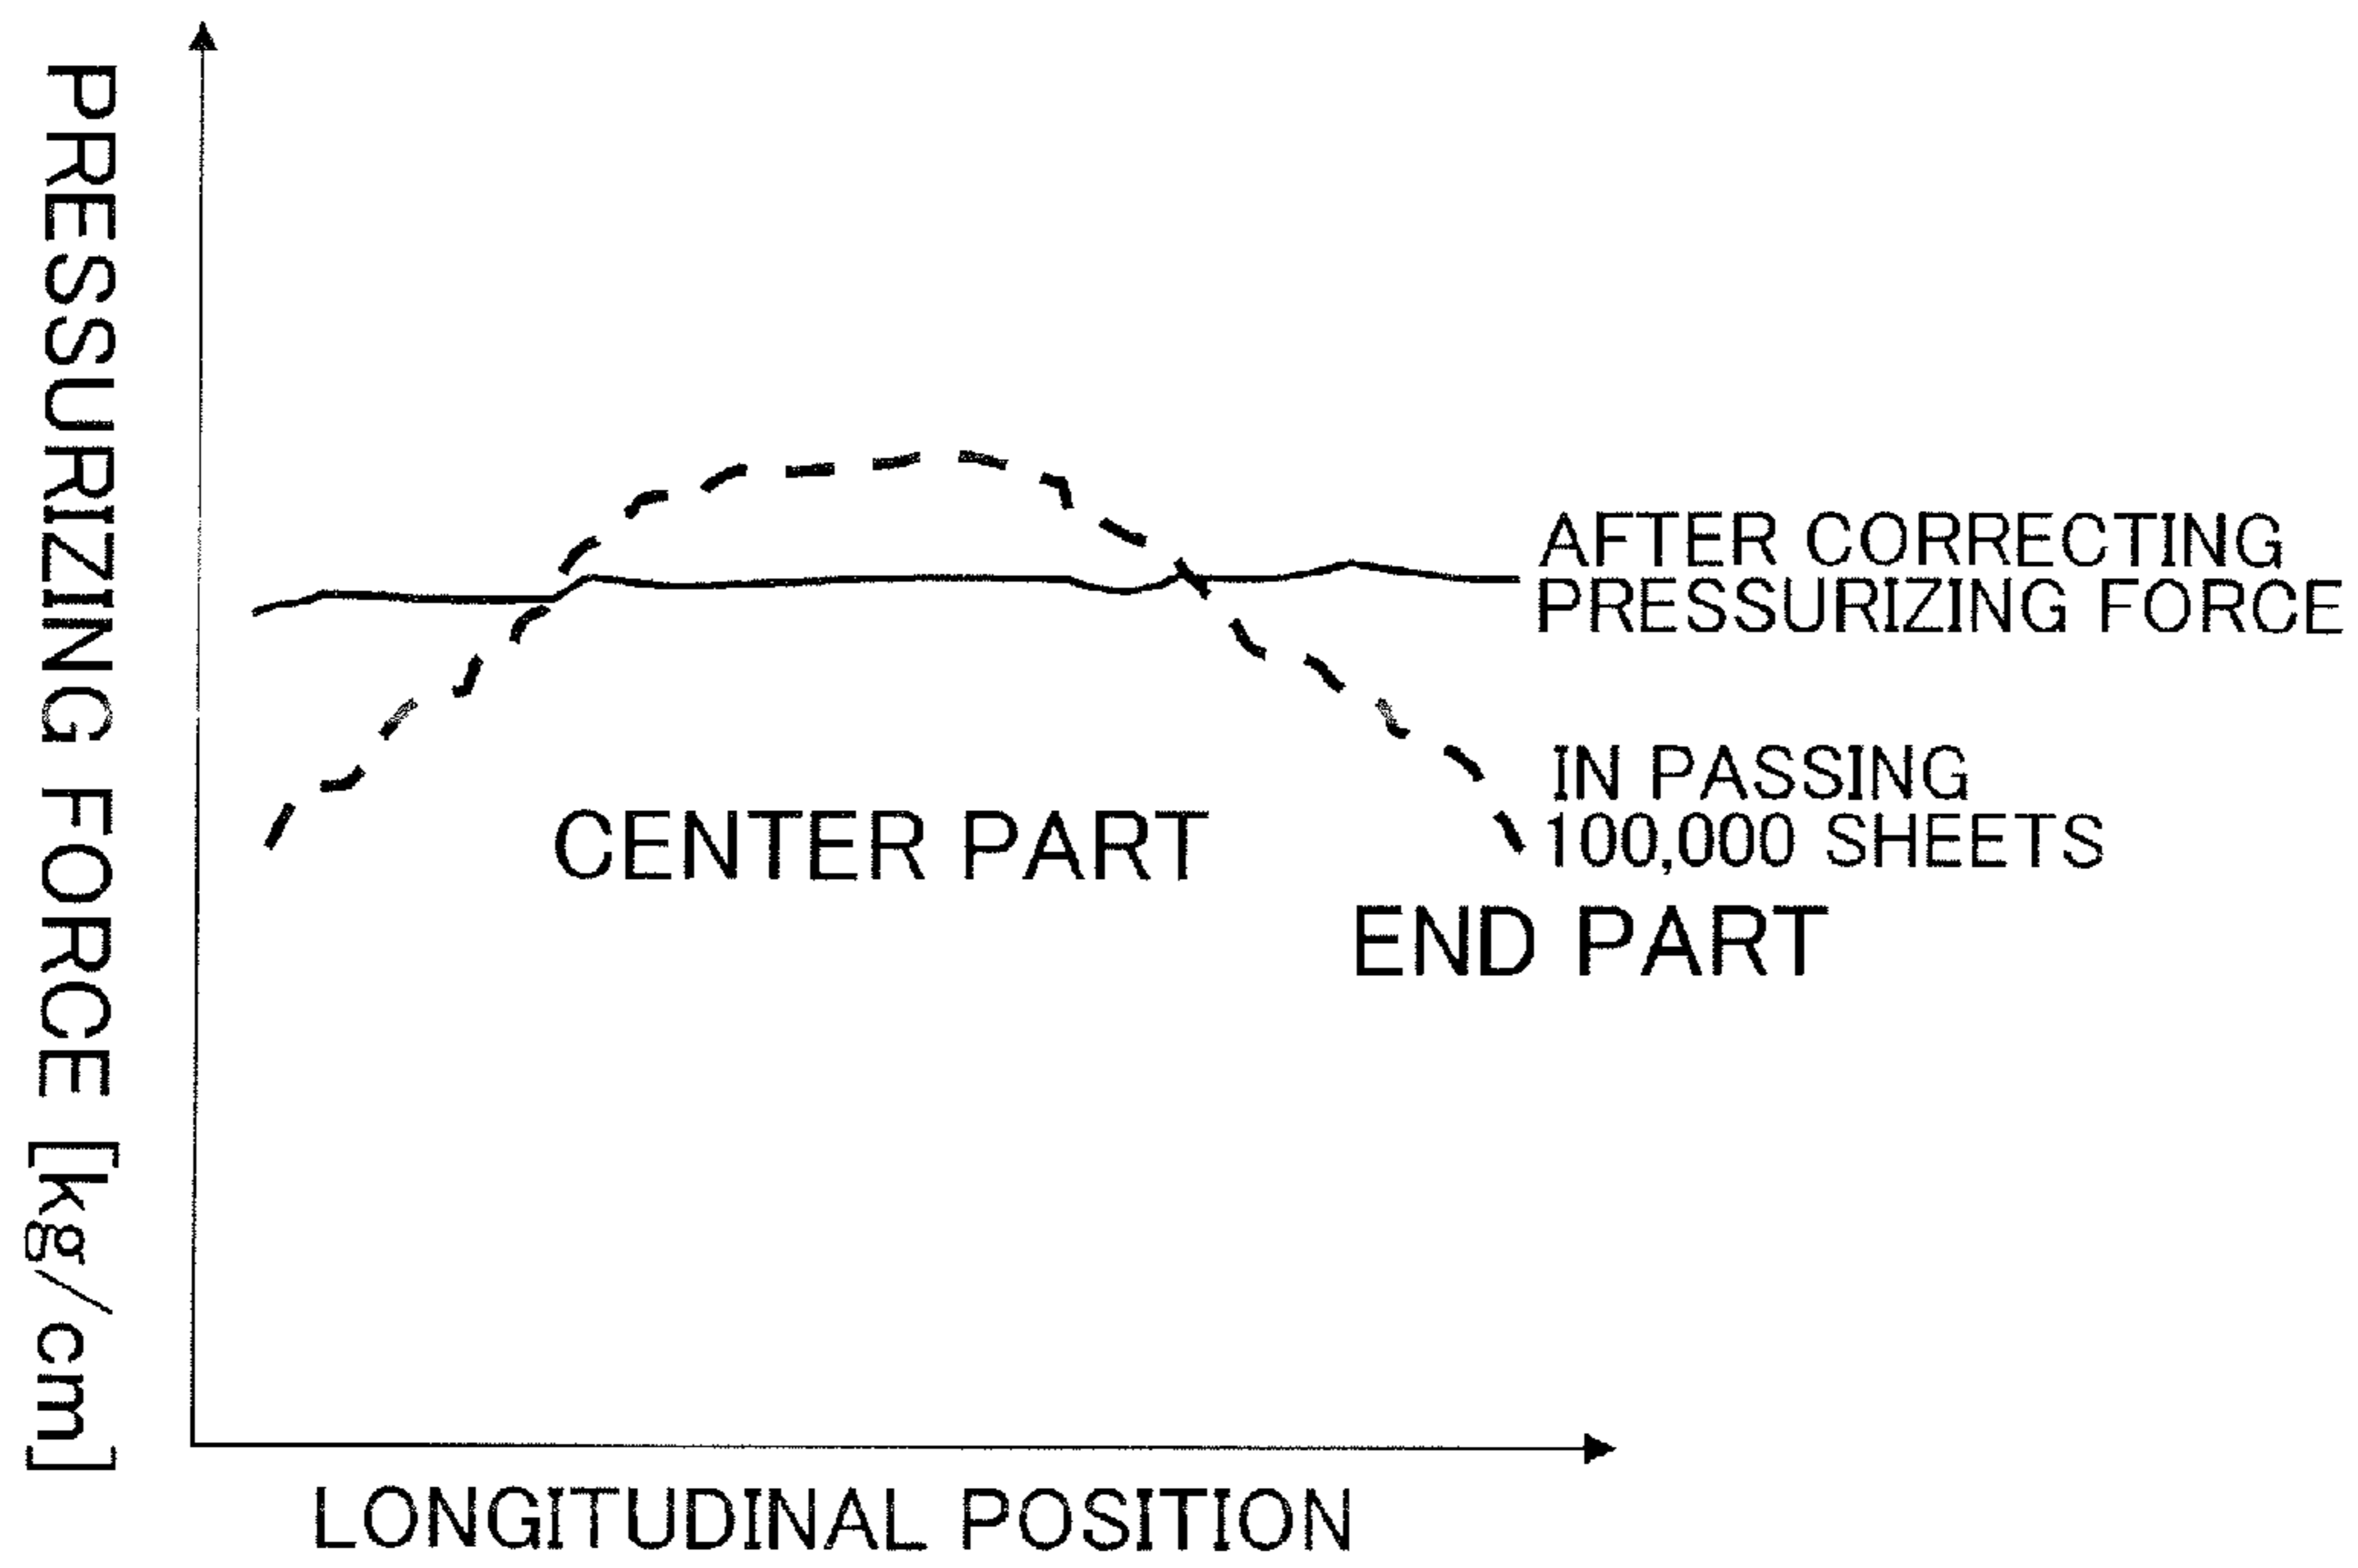 PRESSURIZING FORCE [kg/cm]
AFTER CORRECTING
PRESSURIZING FORCE
IN PASSING
100,000 SHEETS
CENTER PART
END PART
LONGITUDINAL POSITION